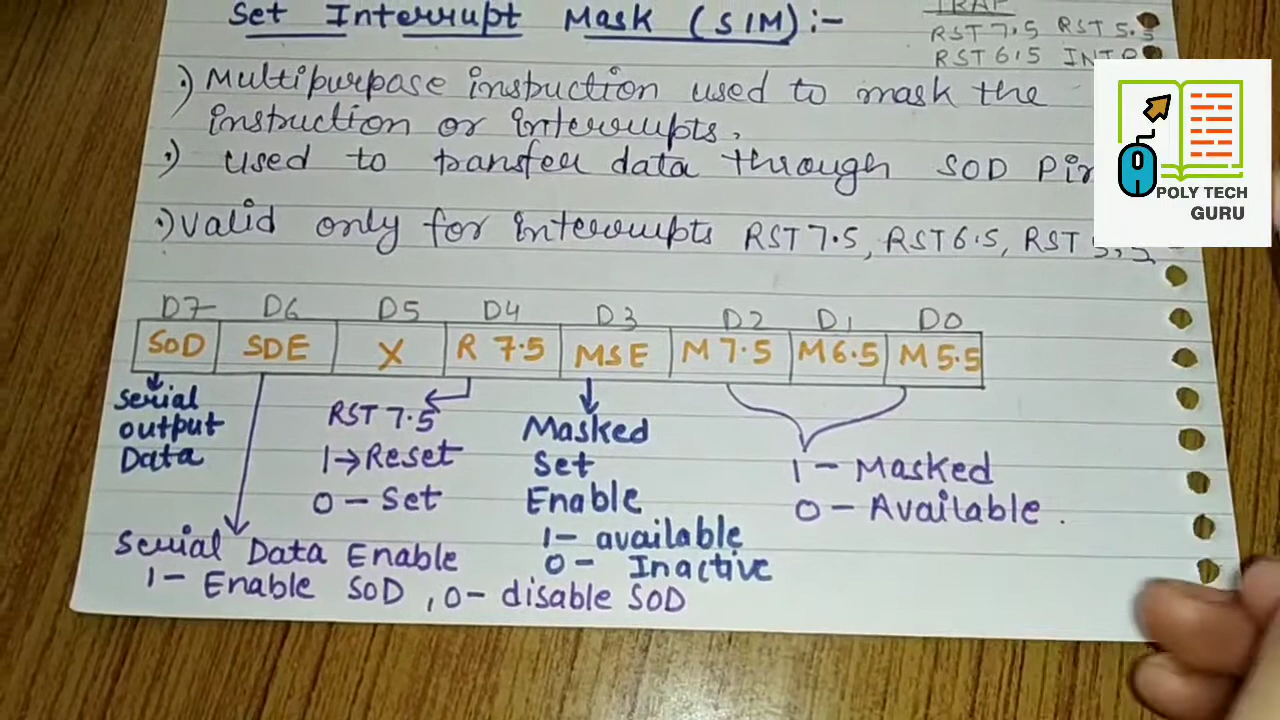 Set Interrupt Mask (SIM):-
TRAP
RST 7.5 RST 5.5
RST 6.5 INTR
·) Multipurpose instruction used to mask the
instruction or interrupts.
·) used to transfer data through SOD Pin
·) Valid only for interrupts RST 7.5, RST 6.5, RST 5.5
POLY TECH
GURU
D7 D6 D5 D4 D3 D2 D1 D0
SOD SDE X R 7.5 MSE M 7.5 M 6.5 M 5.5
Serial
output
Data
RST 7.5
1→Reset
0 - Set
Masked
Set
Enable
1- available
0- Inactive
1 - Masked
0 - Available.
Serial Data Enable
1- Enable SOD, 0- disable SOD